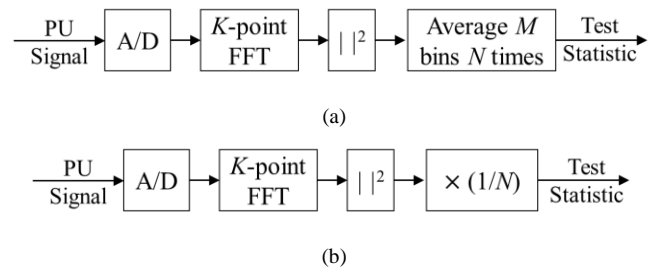 PU
Signal
A/D
K-point
FFT
| |²
Average M
bins N times
Test
Statistic
(a)
PU
Signal
A/D
K-point
FFT
| |²
× (1/N)
Test
Statistic
(b)